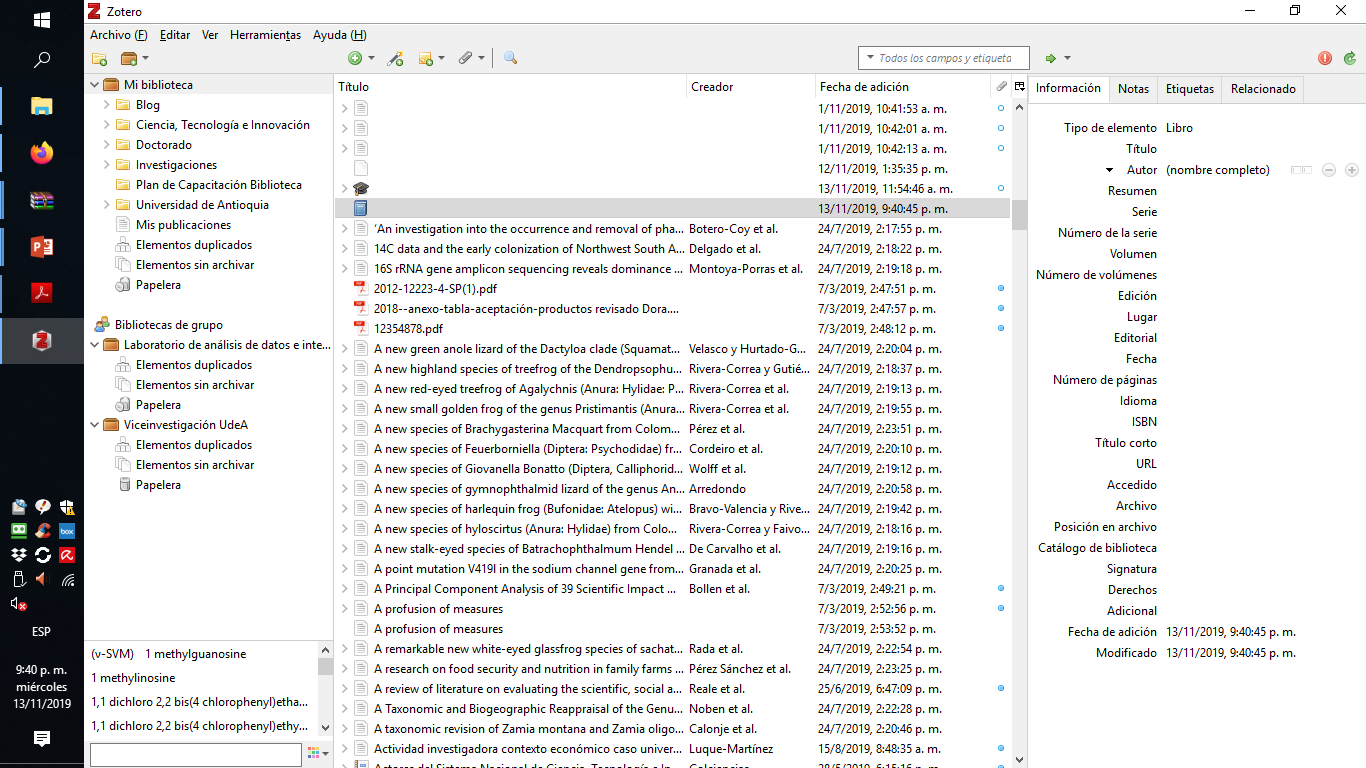 Zotero
Archivo (F) Editar Ver Herramientas Ayuda (H)
Todos los campos y etiqueta
Mi biblioteca
Blog
Ciencia, Tecnología e Innovación
Doctorado
Investigaciones
Plan de Capacitación Biblioteca
Universidad de Antioquia
Mis publicaciones
Elementos duplicados
Elementos sin archivar
Papelera
Bibliotecas de grupo
Laboratorio de análisis de datos e inte...
Elementos duplicados
Elementos sin archivar
Papelera
Viceinvestigación UdeA
Elementos duplicados
Elementos sin archivar
Papelera
(v-SVM) 1 methylguanosine
1 methylinosine
1,1 dichloro 2,2 bis(4 chlorophenyl)etha...
1,1 dichloro 2,2 bis(4 chlorophenyl)ethy...
Título Creador Fecha de adición
1/11/2019, 10:41:53 a. m.
1/11/2019, 10:42:01 a. m.
1/11/2019, 10:42:13 a. m.
12/11/2019, 1:35:35 p. m.
13/11/2019, 11:54:46 a. m.
13/11/2019, 9:40:45 p. m.
'An investigation into the occurrence and removal of pha... Botero-Coy et al. 24/7/2019, 2:17:55 p. m.
14C data and the early colonization of Northwest South A... Delgado et al. 24/7/2019, 2:18:22 p. m.
16S rRNA gene amplicon sequencing reveals dominance ... Montoya-Porras et al. 24/7/2019, 2:19:18 p. m.
2012-12223-4-SP(1).pdf 7/3/2019, 2:47:51 p. m.
2018--anexo-tabla-aceptación-productos revisado Dora.... 7/3/2019, 2:47:57 p. m.
12354878.pdf 7/3/2019, 2:48:12 p. m.
A new green anole lizard of the Dactyloa clade (Squamat... Velasco y Hurtado-G... 24/7/2019, 2:20:04 p. m.
A new highland species of treefrog of the Dendropsophu... Rivera-Correa y Gutié... 24/7/2019, 2:18:37 p. m.
A new red-eyed treefrog of Agalychnis (Anura: Hylidae: P... Rivera-Correa et al. 24/7/2019, 2:19:13 p. m.
A new small golden frog of the genus Pristimantis (Anura... Rivera-Correa et al. 24/7/2019, 2:19:55 p. m.
A new species of Brachygasterina Macquart from Colom... Pérez et al. 24/7/2019, 2:23:51 p. m.
A new species of Feuerborniella (Diptera: Psychodidae) fr... Cordeiro et al. 24/7/2019, 2:20:10 p. m.
A new species of Giovanella Bonatto (Diptera, Calliphorid... Wolff et al. 24/7/2019, 2:19:12 p. m.
A new species of gymnophthalmid lizard of the genus An... Arredondo 24/7/2019, 2:20:58 p. m.
A new species of harlequin frog (Bufonidae: Atelopus) wi... Bravo-Valencia y Rive... 24/7/2019, 2:19:42 p. m.
A new species of hyloscirtus (Anura: Hylidae) from Colo... Rivera-Correa y Faivo... 24/7/2019, 2:18:16 p. m.
A new stalk-eyed species of Batrachophthalmum Hendel ... De Carvalho et al. 24/7/2019, 2:19:16 p. m.
A point mutation V419I in the sodium channel gene from... Granada et al. 24/7/2019, 2:20:25 p. m.
A Principal Component Analysis of 39 Scientific Impact ... Bollen et al. 7/3/2019, 2:49:21 p. m.
A profusion of measures 7/3/2019, 2:52:56 p. m.
A profusion of measures 7/3/2019, 2:53:52 p. m.
A remarkable new white-eyed glassfrog species of sachat... Rada et al. 24/7/2019, 2:22:54 p. m.
A research on food security and nutrition in family farms ... Pérez Sánchez et al. 24/7/2019, 2:23:25 p. m.
A review of literature on evaluating the scientific, social a... Reale et al. 25/6/2019, 6:47:09 p. m.
A Taxonomic and Biogeographic Reappraisal of the Genu... Noben et al. 24/7/2019, 2:22:28 p. m.
A taxonomic revision of Zamia montana and Zamia oligo... Calonje et al. 24/7/2019, 2:20:46 p. m.
Actividad investigadora contexto económico caso univer... Luque-Martínez 15/8/2019, 8:48:35 a. m.
Actores del Sistema Nacional de Ciencia, Tecnología e In... Colciencias 28/5/2019, 6:15:16 p. m.
Información Notas Etiquetas Relacionado
Tipo de elemento Libro
Título
Autor (nombre completo)
Resumen
Serie
Número de la serie
Volumen
Número de volúmenes
Edición
Lugar
Editorial
Fecha
Número de páginas
Idioma
ISBN
Título corto
URL
Accedido
Archivo
Posición en archivo
Catálogo de biblioteca
Signatura
Derechos
Adicional
Fecha de adición 13/11/2019, 9:40:45 p. m.
Modificado 13/11/2019, 9:40:45 p. m.
box
ESP
9:40 p. m.
miércoles
13/11/2019